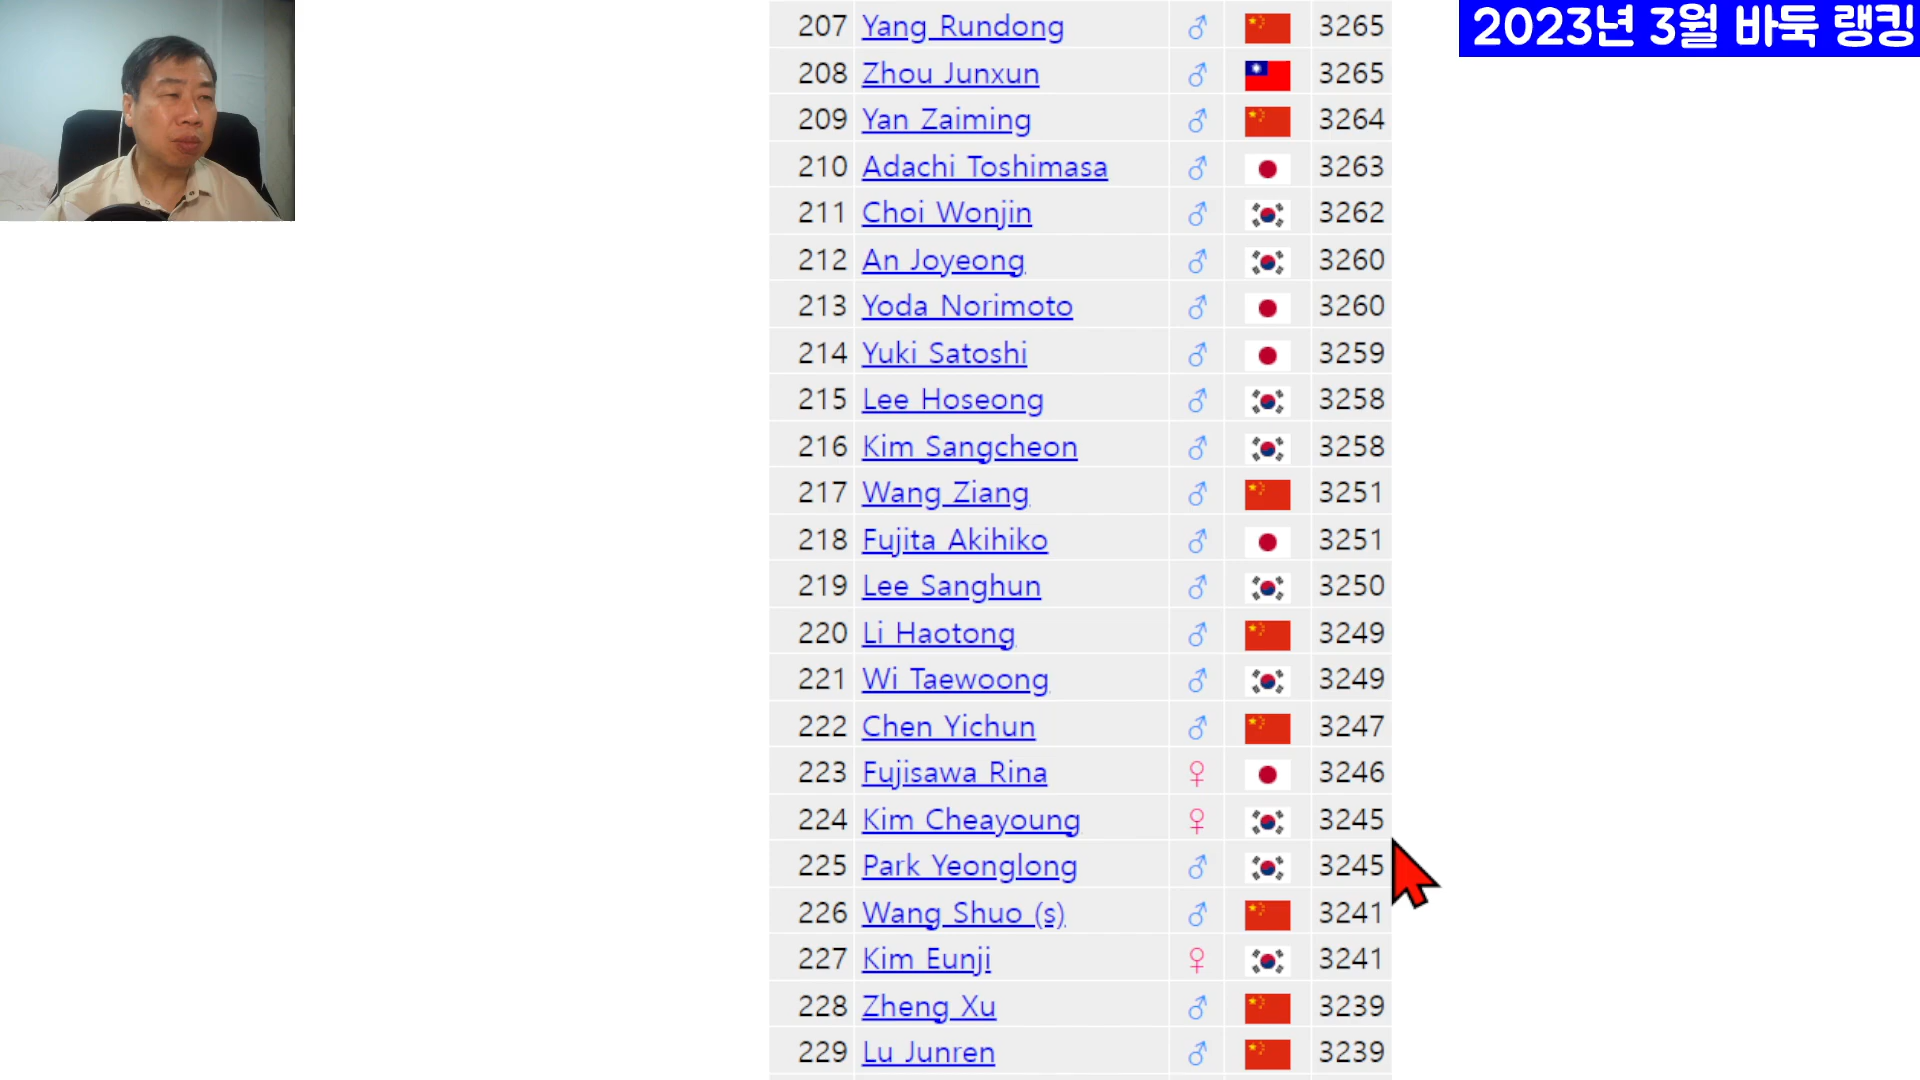 2023년 3월 바둑 랭킹
207 Yang Rundong ♂ 3265
208 Zhou Junxun ♂ 3265
209 Yan Zaiming ♂ 3264
210 Adachi Toshimasa ♂ 3263
211 Choi Wonjin ♂ 3262
212 An Joyeong ♂ 3260
213 Yoda Norimoto ♂ 3260
214 Yuki Satoshi ♂ 3259
215 Lee Hoseong ♂ 3258
216 Kim Sangcheon ♂ 3258
217 Wang Ziang ♂ 3251
218 Fujita Akihiko ♂ 3251
219 Lee Sanghun ♂ 3250
220 Li Haotong ♂ 3249
221 Wi Taewoong ♂ 3249
222 Chen Yichun ♂ 3247
223 Fujisawa Rina ♀ 3246
224 Kim Cheayoung ♀ 3245
225 Park Yeonglong ♂ 3245
226 Wang Shuo (s) ♂ 3241
227 Kim Eunji ♀ 3241
228 Zheng Xu ♂ 3239
229 Lu Junren ♂ 3239